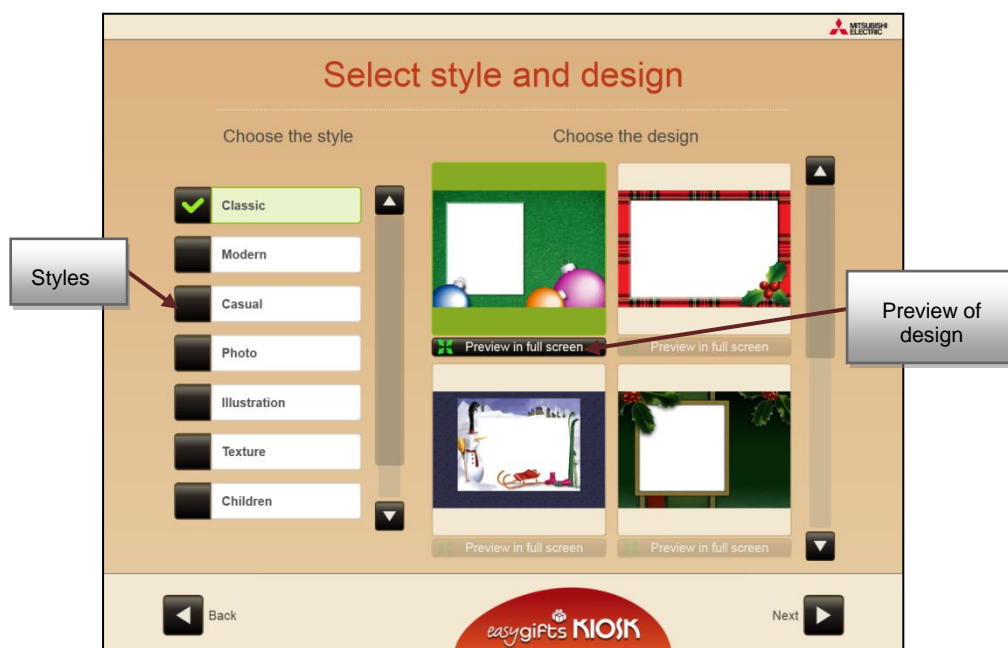 MITSUBISHI
ELECTRIC
Select style and design
Choose the style
Choose the design
Classic
Modern
Casual
Photo
Illustration
Texture
Children
Styles
Preview in full screen
Preview in full screen
Preview of
design
Preview in full screen
Preview in full screen
Back
easygifts KIOSK
Next